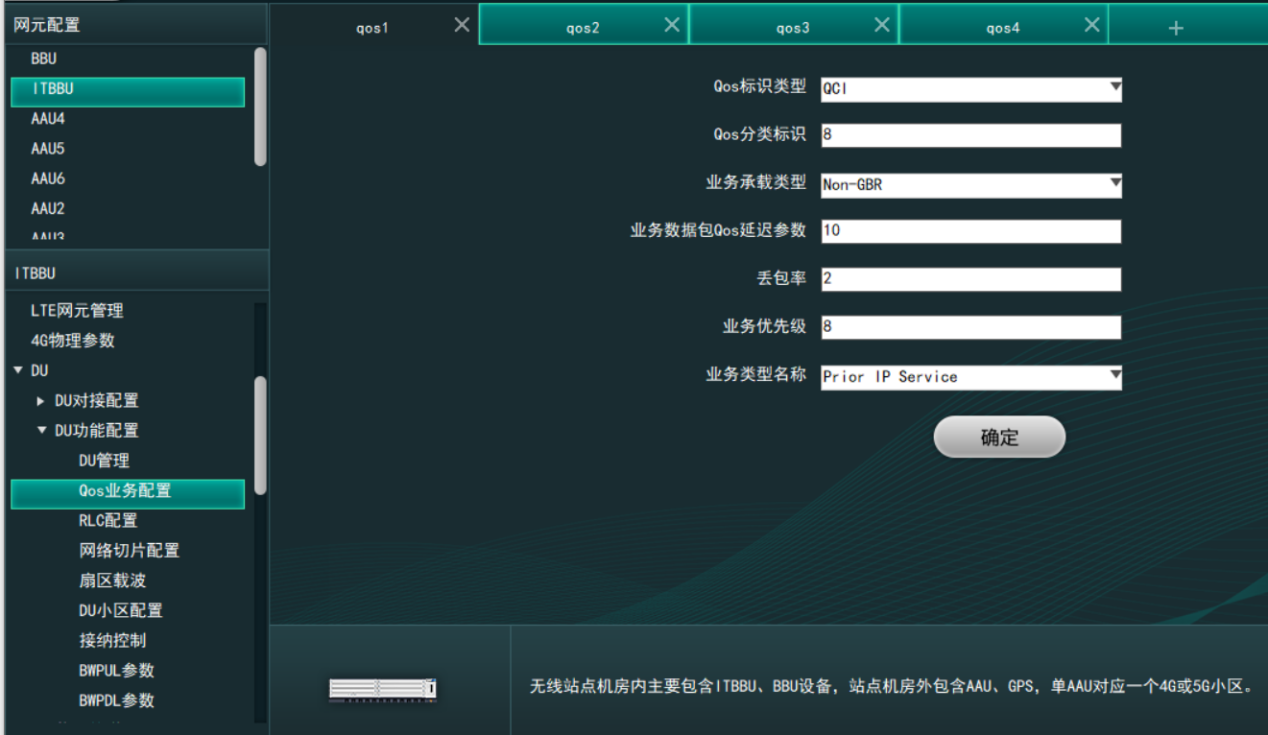 网元配置
BBU
ITBBU
AAU4
AAU5
AAU6
AAU2
AAU3
ITBBU
LTE网元管理
4G物理参数
DU
DU对接配置
DU功能配置
DU管理
Qos业务配置
RLC配置
网络切片配置
扇区载波
DU小区配置
接纳控制
BWPUL参数
BWPDL参数
qos1
qos2
qos3
qos4
+
Qos标识类型 QCI
Qos分类标识 8
业务承载类型 Non-GBR
业务数据包Qos延迟参数 10
丢包率 2
业务优先级 8
业务类型名称 Prior IP Service
确定
无线站点机房内主要包含ITBBU、BBU设备，站点机房外包含AAU、GPS，单AAU对应一个4G或5G小区。